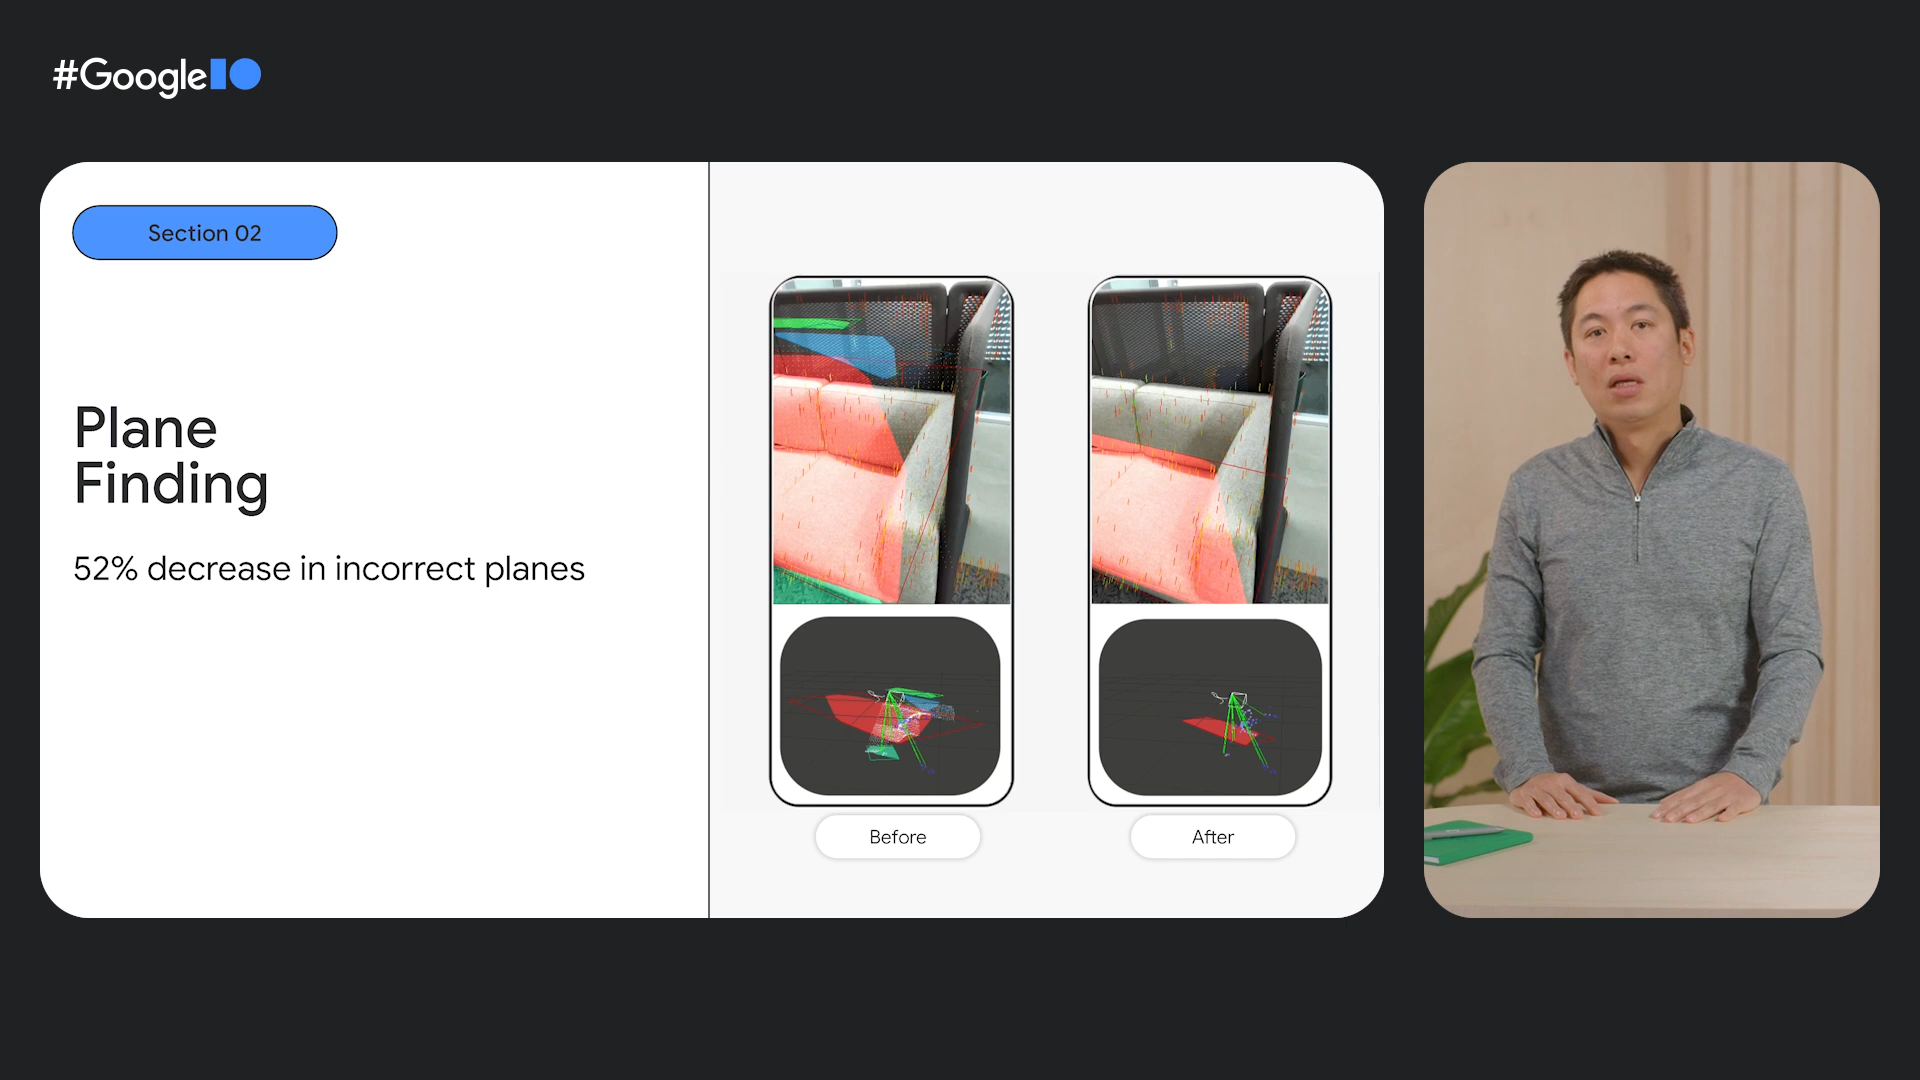 #GoogleIO
Section 02
Plane
Finding
52% decrease in incorrect planes
Before
After